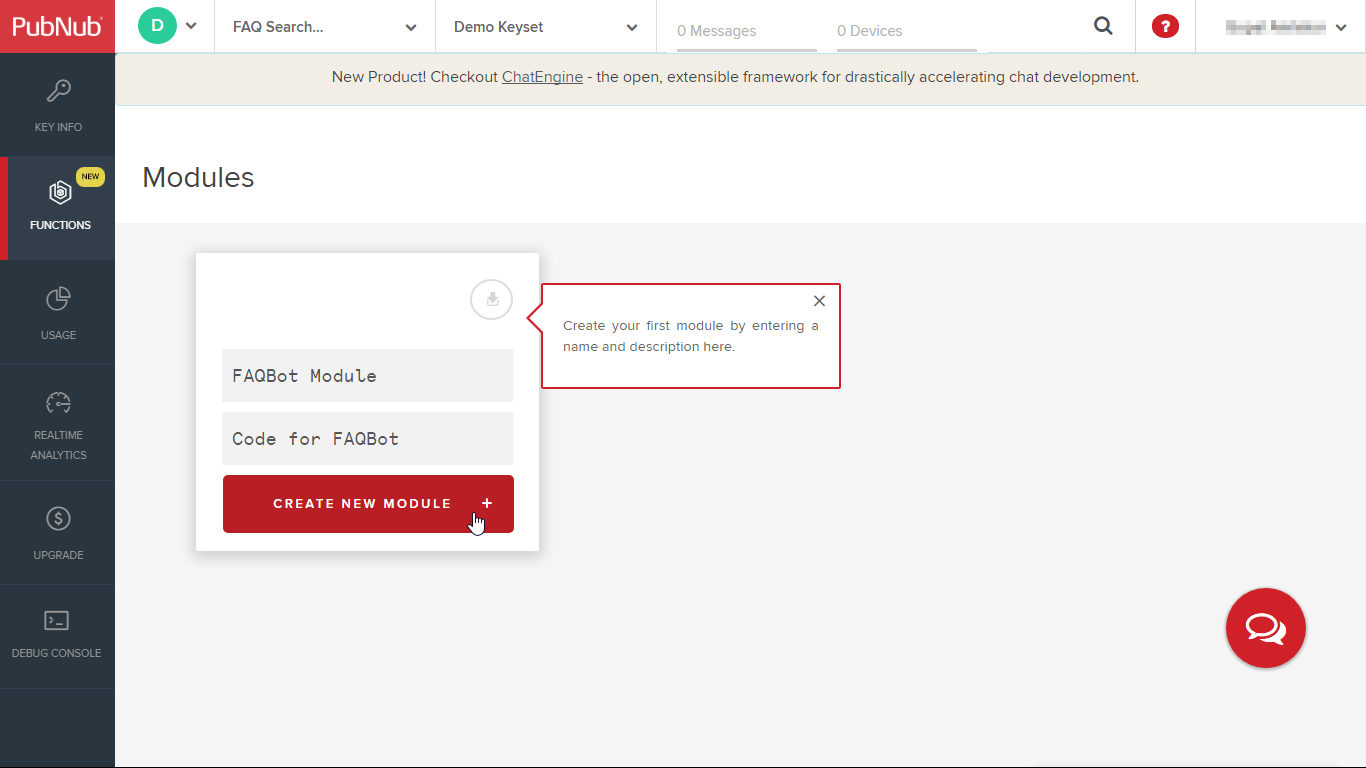 PubNub
D
FAQ Search...
Demo Keyset
0 Messages
0 Devices
?
New Product! Checkout ChatEngine - the open, extensible framework for drastically accelerating chat development.
KEY INFO
NEW
FUNCTIONS
USAGE
REALTIME
ANALYTICS
UPGRADE
DEBUG CONSOLE
Modules
Create your first module by entering a
name and description here.
FAQBot Module
Code for FAQBot
CREATE NEW MODULE +